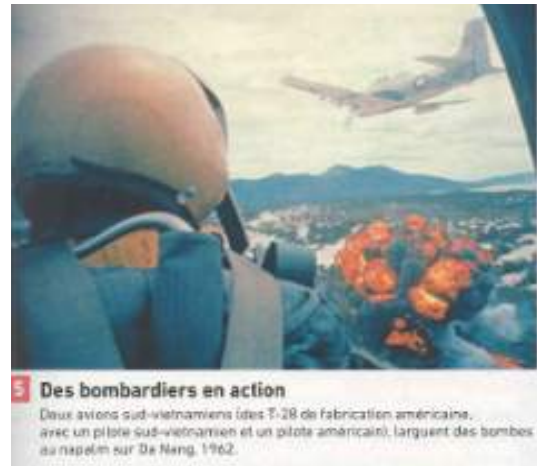 5 Des bombardiers en action
Deux avions sud-vietnamiens (des T-28 de fabrication américaine,
avec un pilote sud-vietnamien et un pilote américain), larguent des bombes
au napalm sur Da Nang, 1962.